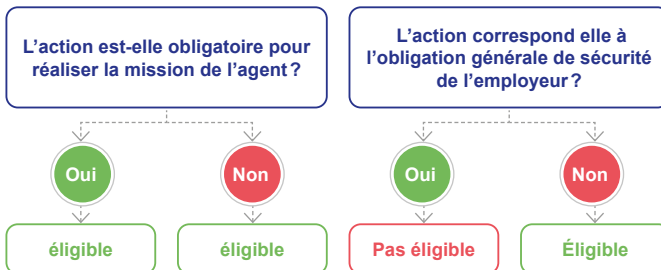 L’action est-elle obligatoire pour
réaliser la mission de l’agent ?
L’action correspond elle à
l’obligation générale de sécurité
de l’employeur ?
Oui
Non
Oui
Non
éligible
éligible
Pas éligible
Éligible